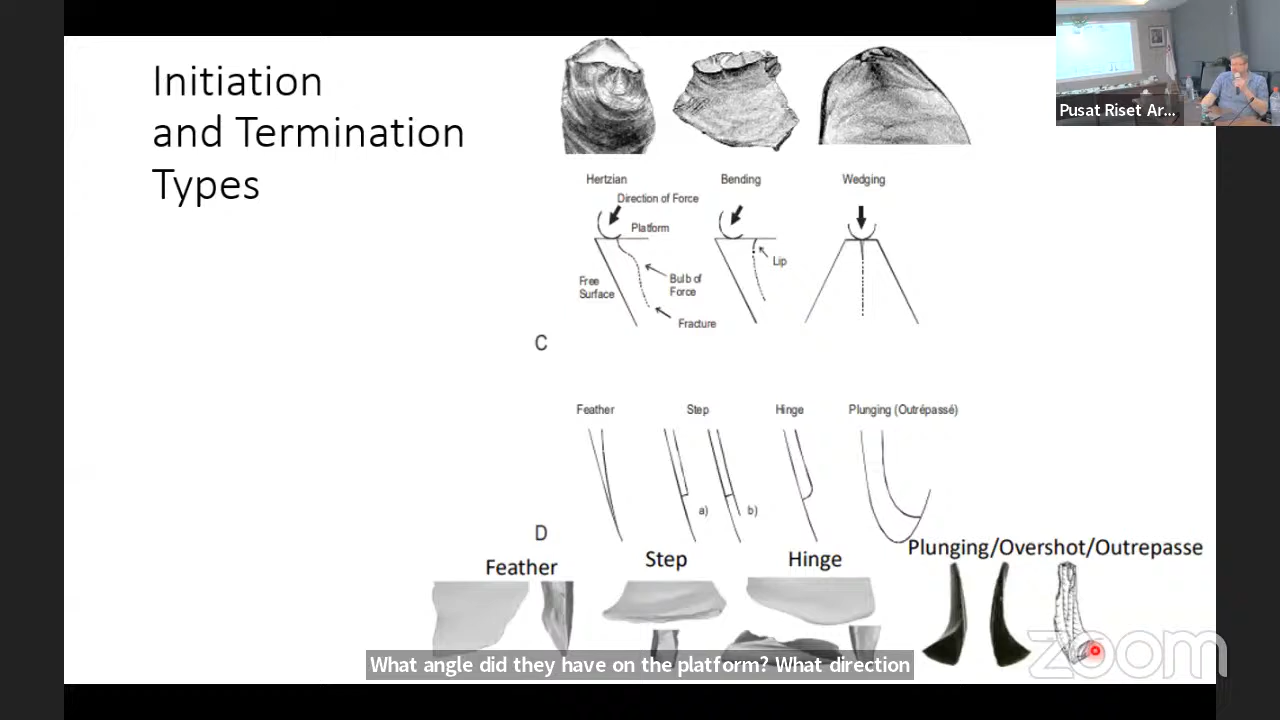 Initiation
and Termination
Types
Pusat Riset Ar...
Hertzian
Bending
Wedging
Direction of Force
Platform
Lip
Free
Surface
Bulb of
Force
Fracture
C
Feather
Step
Hinge
Plunging (Outrépassé)
a)
b)
D
Feather
Step
Hinge
Plunging/Overshot/Outrepasse
What angle did they have on the platform? What direction
zoom